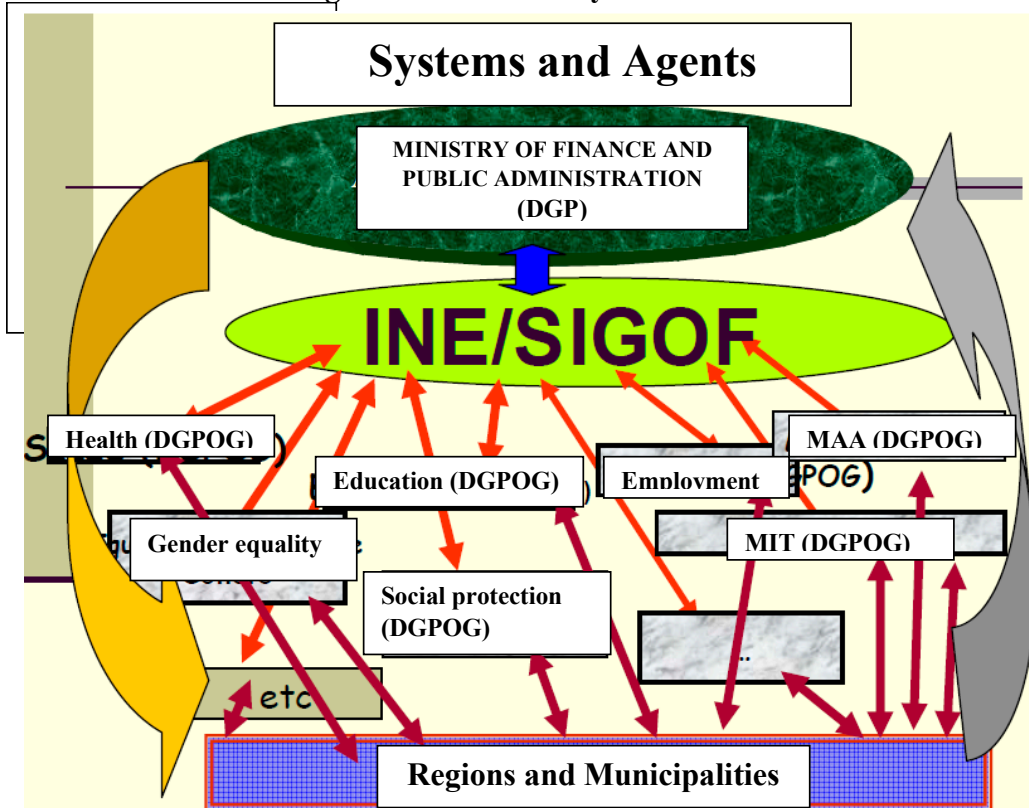 Systems and Agents
MINISTRY OF FINANCE AND
PUBLIC ADMINISTRATION
(DGP)
INE/SIGOF
Health (DGPOG)
MAA (DGPOG)
GPOG)
Education (DGPOG)
Employment
Gender equality
MIT (DGPOG)
Social protection
(DGPOG)
...
etc
Regions and Municipalities